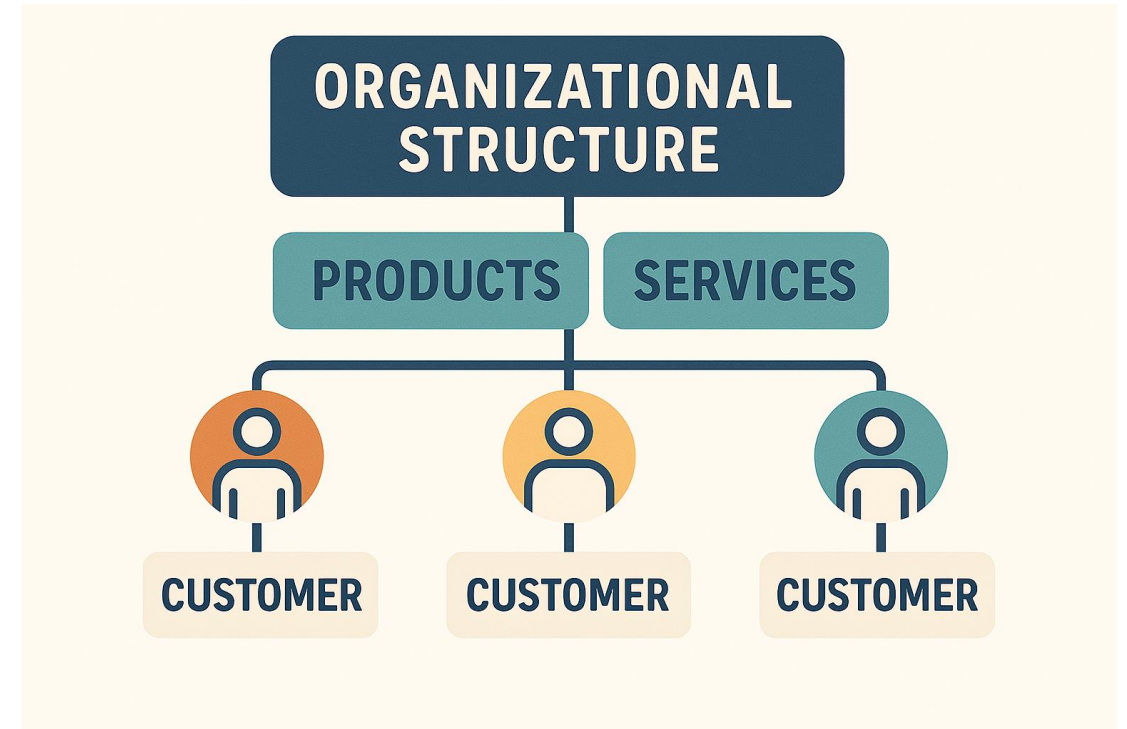 ORGANIZATIONAL
STRUCTURE
PRODUCTS
SERVICES
CUSTOMER
CUSTOMER
CUSTOMER